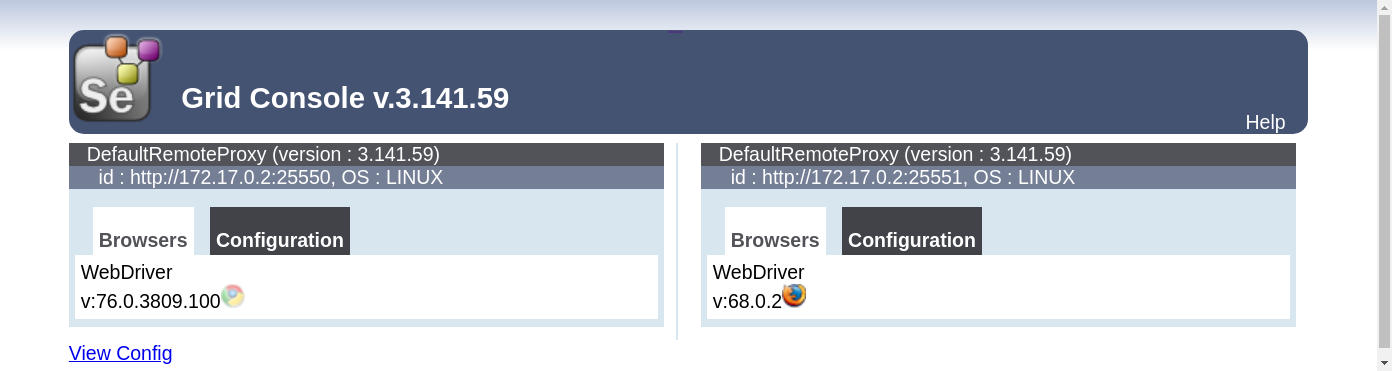 Se
Grid Console v.3.141.59
Help
DefaultRemoteProxy (version : 3.141.59)
id : http://172.17.0.2:25550, OS : LINUX
Browsers Configuration
WebDriver
v:76.0.3809.100
DefaultRemoteProxy (version : 3.141.59)
id : http://172.17.0.2:25551, OS : LINUX
Browsers Configuration
WebDriver
v:68.0.2
View Config